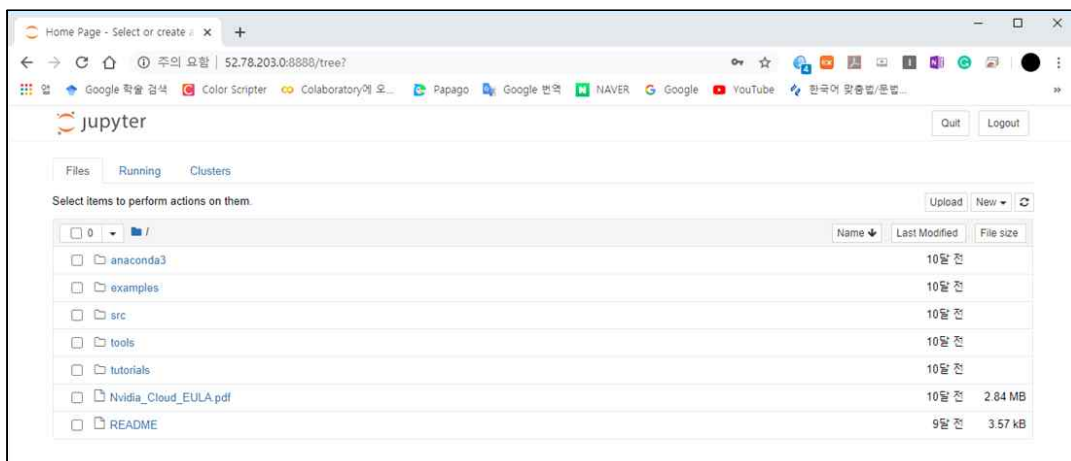 Home Page - Select or create a
주의 요함 | 52.78.203.0:8888/tree?
앱 Google 학술 검색 Color Scripter Colaboratory에 오... Papago Google 번역 NAVER Google YouTube 한국어 맞춤법/문법...
jupyter Quit Logout
Files Running Clusters
Select items to perform actions on them. Upload New
0 / Name Last Modified File size
anaconda3 10달 전
examples 10달 전
src 10달 전
tools 10달 전
tutorials 10달 전
Nvidia_Cloud_EULA.pdf 10달 전 2.84 MB
README 9달 전 3.57 kB